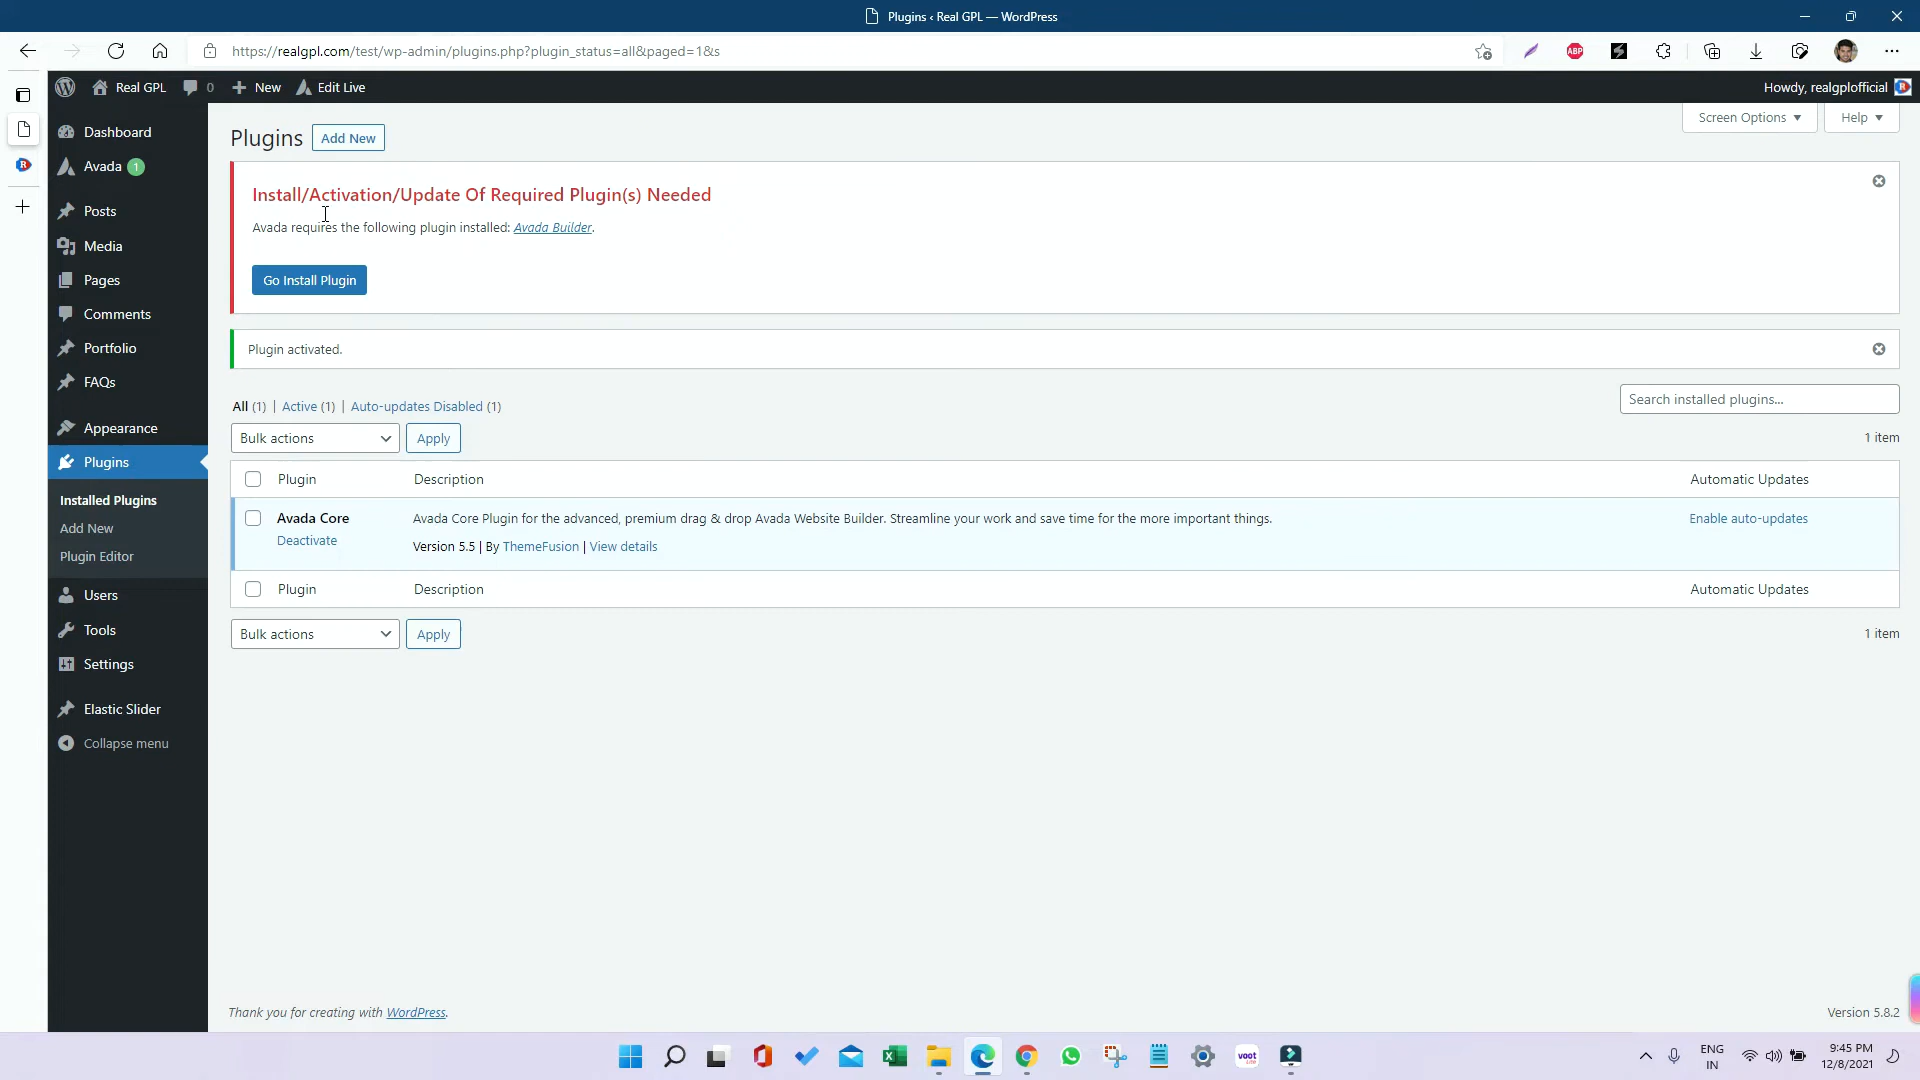 Plugins ‹ Real GPL — WordPress
https://realgpl.com/test/wp-admin/plugins.php?plugin_status=all&paged=1&s
ABP
Real GPL
0
New
Edit Live
Howdy, realgplofficial
R
Screen Options
Help
Plugins
Add New
Dashboard
Avada 1
Posts
Media
Pages
Comments
Portfolio
FAQs
Appearance
Plugins
Installed Plugins
Add New
Plugin Editor
Users
Tools
Settings
Elastic Slider
Collapse menu
Install/Activation/Update Of Required Plugin(s) Needed
Avada requires the following plugin installed: Avada Builder.
Go Install Plugin
Plugin activated.
All (1) | Active (1) | Auto-updates Disabled (1)
Search installed plugins...
Bulk actions
Apply
1 item
Plugin Description Automatic Updates
Avada Core Avada Core Plugin for the advanced, premium drag & drop Avada Website Builder. Streamline your work and save time for the more important things. Enable auto-updates
Deactivate
Version 5.5 | By ThemeFusion | View details
Plugin Description Automatic Updates
Bulk actions
Apply
1 item
Thank you for creating with WordPress.
Version 5.8.2
voot
ENG
IN
9:45 PM
12/8/2021